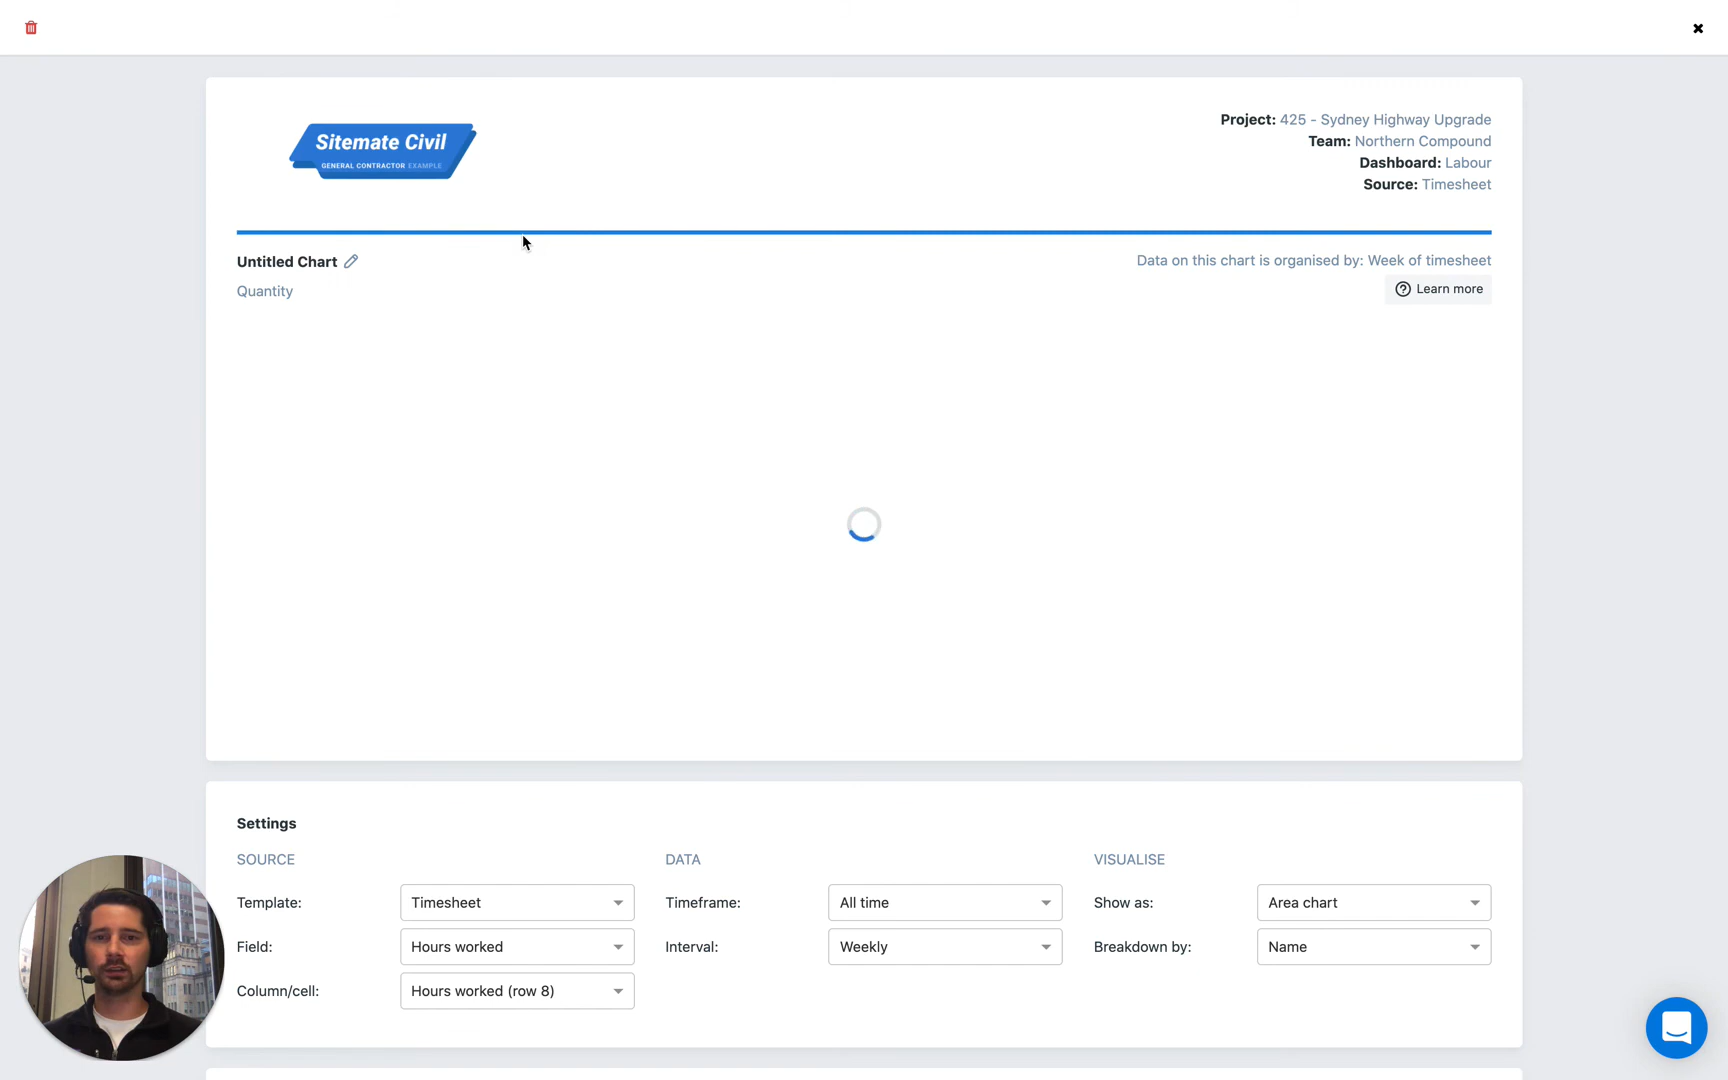 Sitemate Civil
GENERAL CONTRACTOR EXAMPLE
Project: 425 - Sydney Highway Upgrade
Team: Northern Compound
Dashboard: Labour
Source: Timesheet
Untitled Chart
Data on this chart is organised by: Week of timesheet
Quantity
Learn more
Settings
SOURCE
Template: Timesheet
Field: Hours worked
Column/cell: Hours worked (row 8)
DATA
Timeframe: All time
Interval: Weekly
VISUALISE
Show as: Area chart
Breakdown by: Name